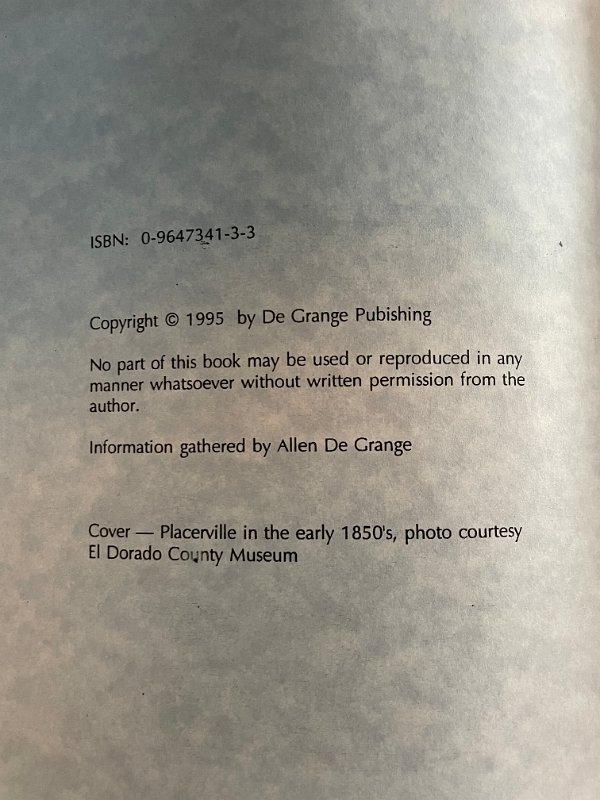 ISBN: 0-9647341-3-3
Copyright © 1995 by De Grange Pubishing
No part of this book may be used or reproduced in any
manner whatsoever without written permission from the
author.
Information gathered by Allen De Grange
Cover — Placerville in the early 1850's, photo courtesy
El Dorado County Museum